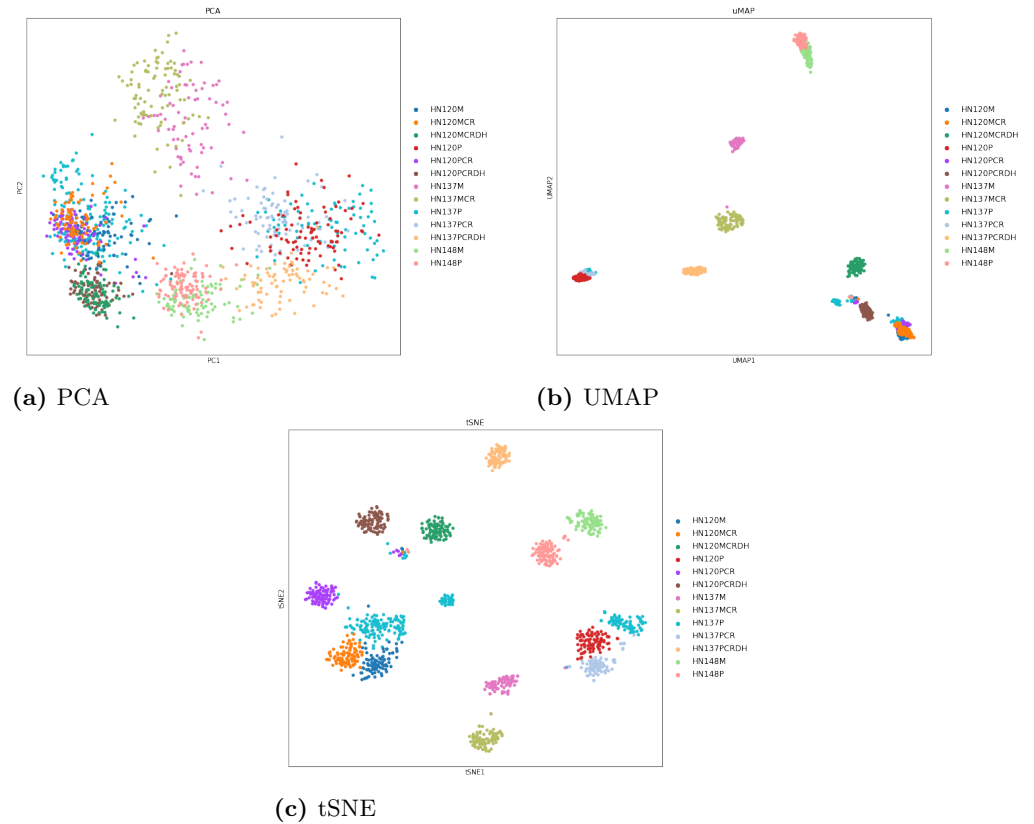 PCA
PC2
PC1
HN120M
HN120MCR
HN120MCRDH
HN120P
HN120PCR
HN120PCRDH
HN137M
HN137MCR
HN137P
HN137PCR
HN137PCRDH
HN148M
HN148P
(a) PCA
uMAP
UMAP2
UMAP1
HN120M
HN120MCR
HN120MCRDH
HN120P
HN120PCR
HN120PCRDH
HN137M
HN137MCR
HN137P
HN137PCR
HN137PCRDH
HN148M
HN148P
(b) UMAP
tSNE
tSNE2
tSNE1
HN120M
HN120MCR
HN120MCRDH
HN120P
HN120PCR
HN120PCRDH
HN137M
HN137MCR
HN137P
HN137PCR
HN137PCRDH
HN148M
HN148P
(c) tSNE